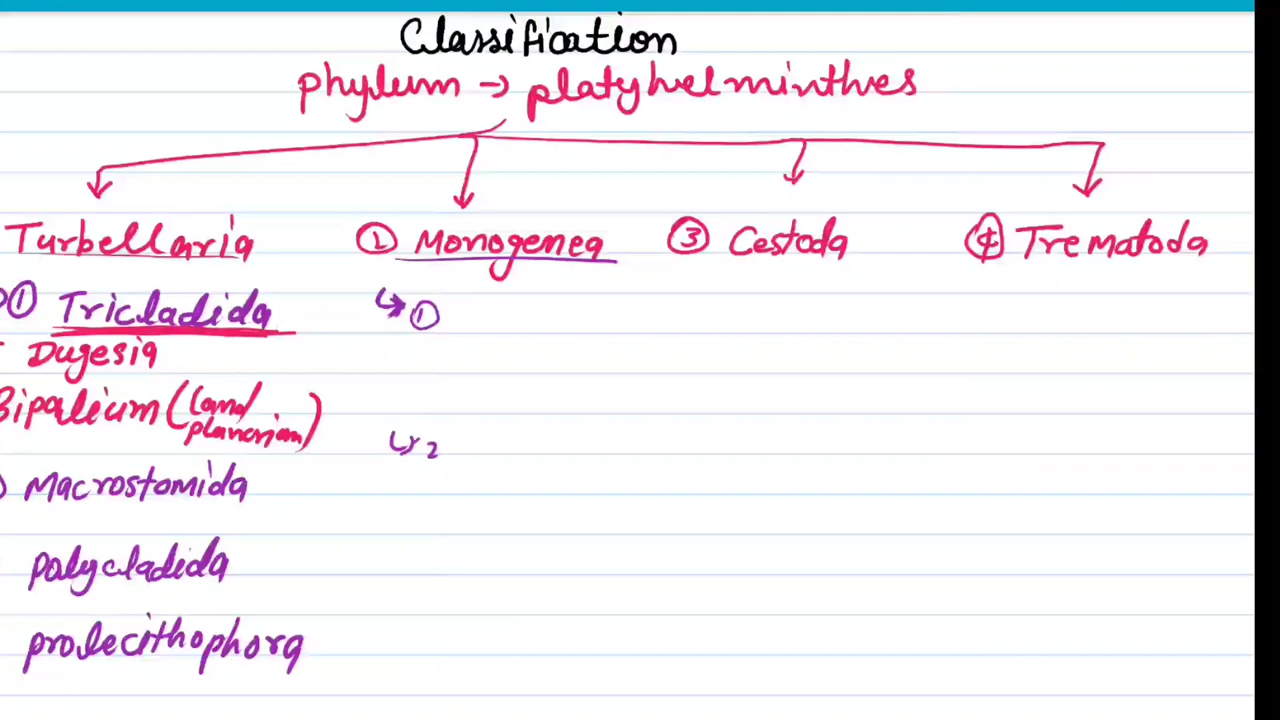 Classification
phylum → platyhelminthes
Turbellaria ② Monogenea ③ Cestoda ④ Trematoda
① Tricladida ↳ ①
Dugesia
Bipalium (land planarian)
↳ 2
Macrostomida
polycladida
prolecithophora